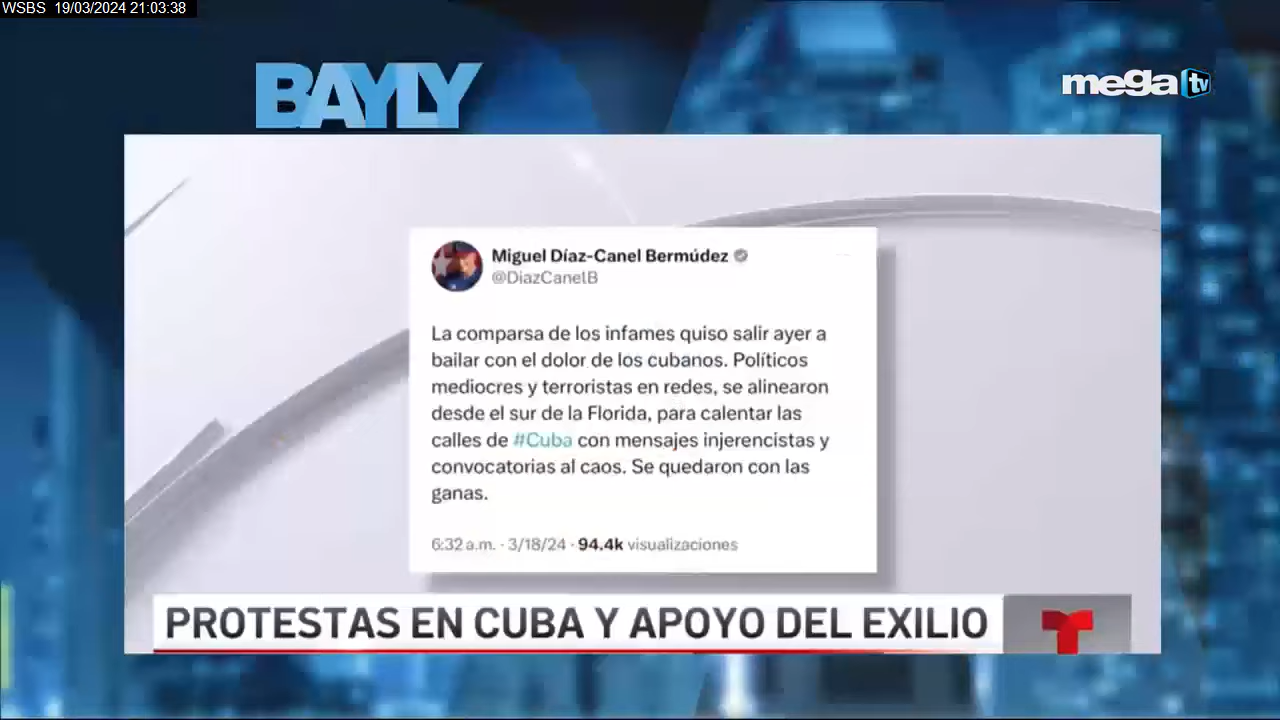 WSBS 19/03/2024 21:03:38
BAYLY
mega tv
Miguel Díaz-Canel Bermúdez
@DiazCanelB
La comparsa de los infames quiso salir ayer a
bailar con el dolor de los cubanos. Políticos
mediocres y terroristas en redes, se alinearon
desde el sur de la Florida, para calentar las
calles de #Cuba con mensajes injerencistas y
convocatorias al caos. Se quedaron con las
ganas.
6:32 a.m. · 3/18/24 · 94.4k visualizaciones
PROTESTAS EN CUBA Y APOYO DEL EXILIO